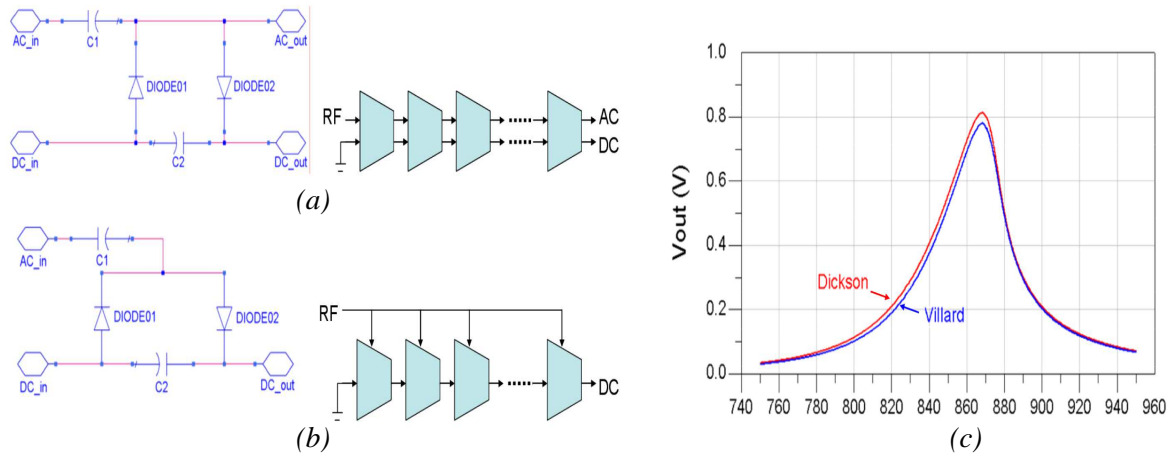 AC_in
C1
AC_out
DIODE01
DIODE02
DC_in
C2
DC_out
RF
AC
DC
(a)
AC_in
C1
DIODE01
DIODE02
DC_in
C2
DC_out
RF
DC
(b)
Vout (V)
1.0
0.8
0.6
0.4
0.2
0.0
Dickson
Villard
740 760 780 800 820 840 860 880 900 920 940 960
(c)